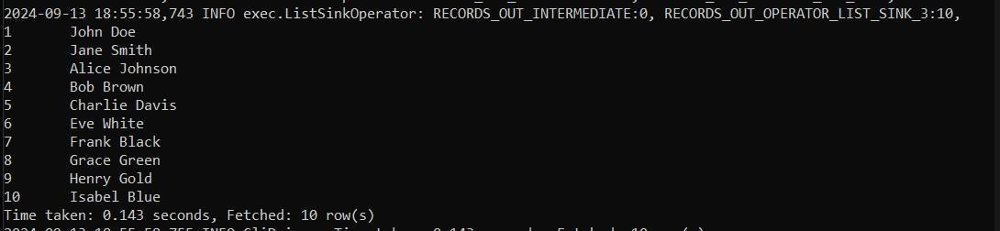 2024-09-13 18:55:58,743 INFO exec.ListSinkOperator: RECORDS_OUT_INTERMEDIATE:0, RECORDS_OUT_OPERATOR_LIST_SINK_3:10,
1 John Doe
2 Jane Smith
3 Alice Johnson
4 Bob Brown
5 Charlie Davis
6 Eve White
7 Frank Black
8 Grace Green
9 Henry Gold
10 Isabel Blue
Time taken: 0.143 seconds, Fetched: 10 row(s)